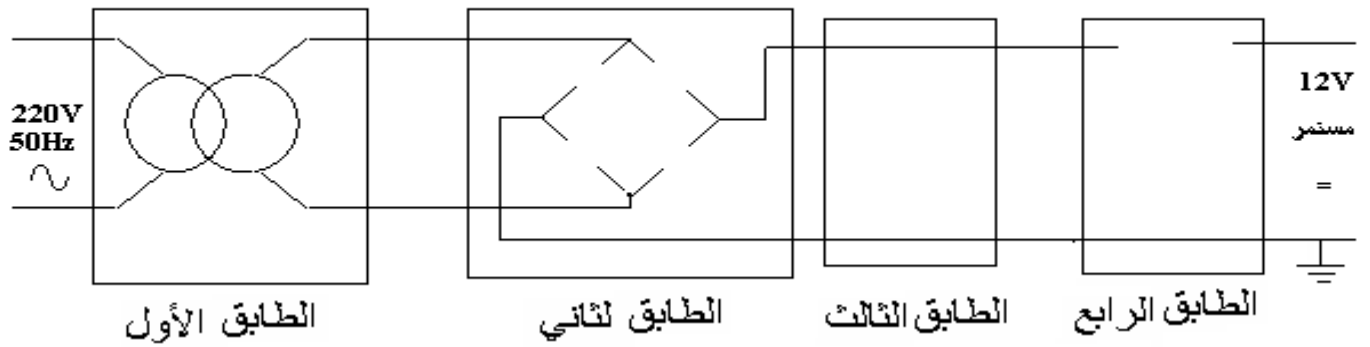 220V
50Hz
12V
مستمر
=
الطابق الأول
الطابق لثاني
الطابق الثالث
الطابق الرابع